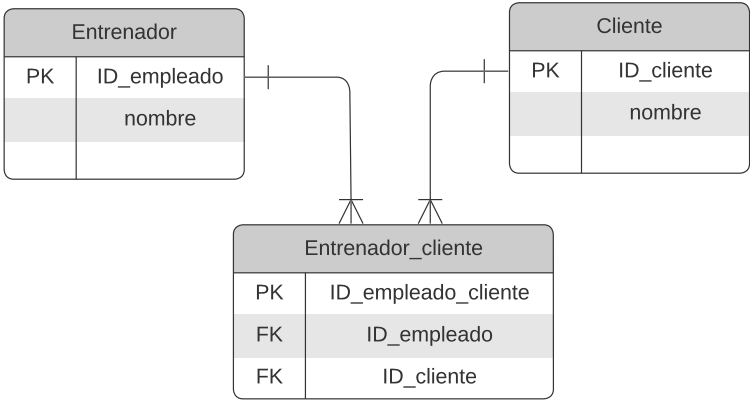 Entrenador
PK ID_empleado
nombre
Cliente
PK ID_cliente
nombre
Entrenador_cliente
PK ID_empleado_cliente
FK ID_empleado
FK ID_cliente